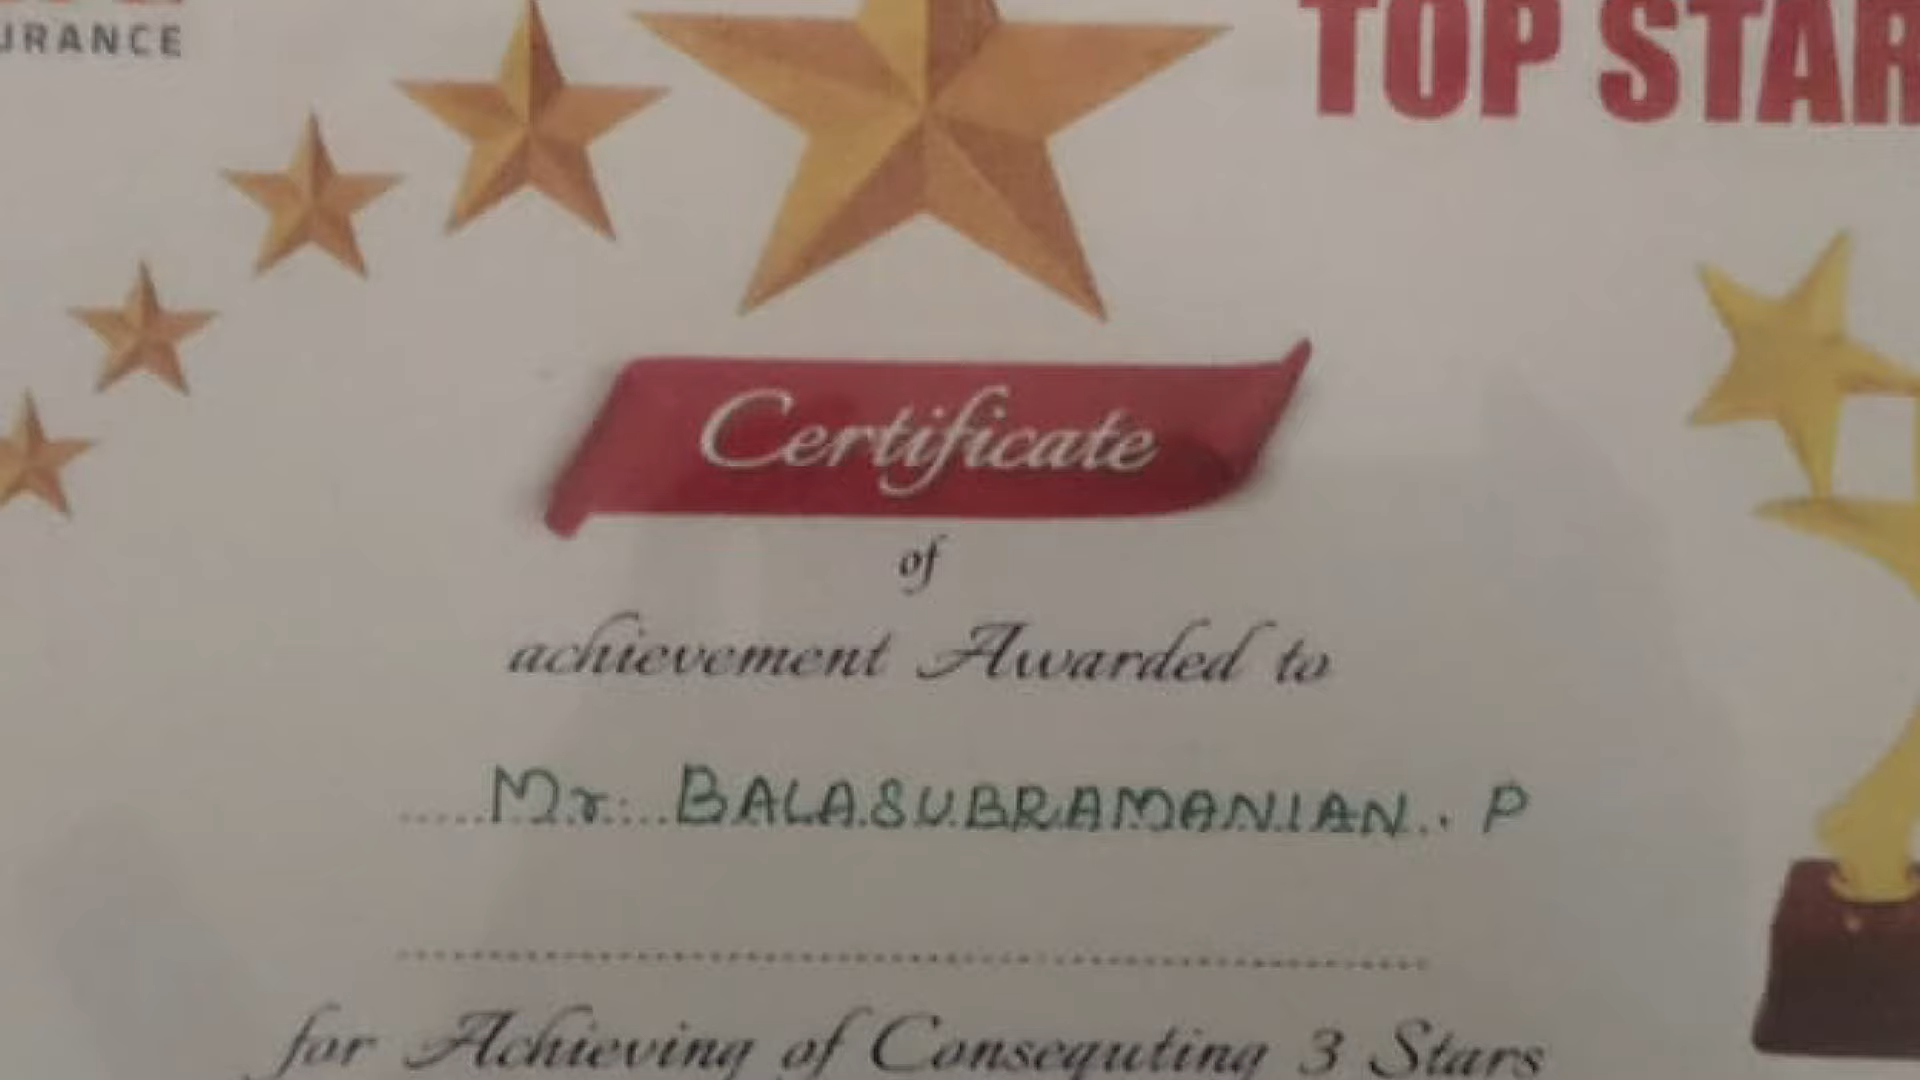 URANCE
TOP STAR
Certificate
of
achievement Awarded to
Mr. BALASUBRAMANIAN. P
for Achieving of Consequting 3 Stars